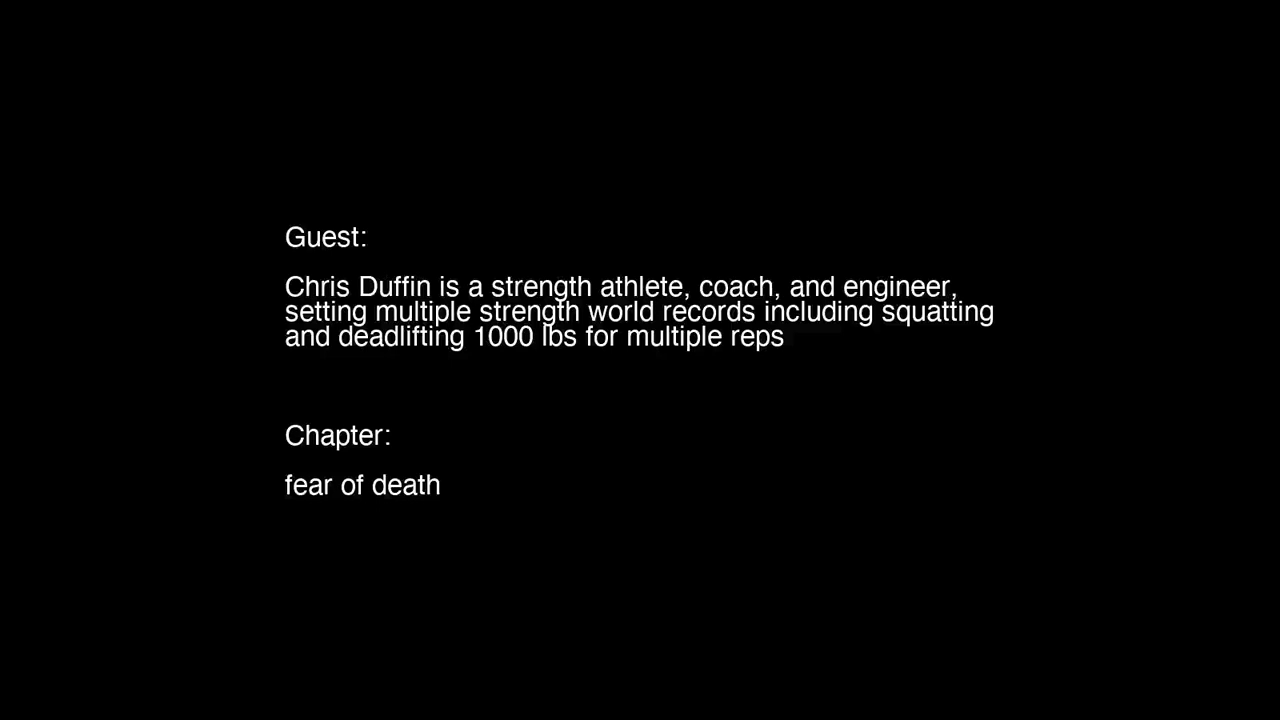 Guest:
Chris Duffin is a strength athlete, coach, and engineer,
setting multiple strength world records including squatting
and deadlifting 1000 lbs for multiple reps
Chapter:
fear of death